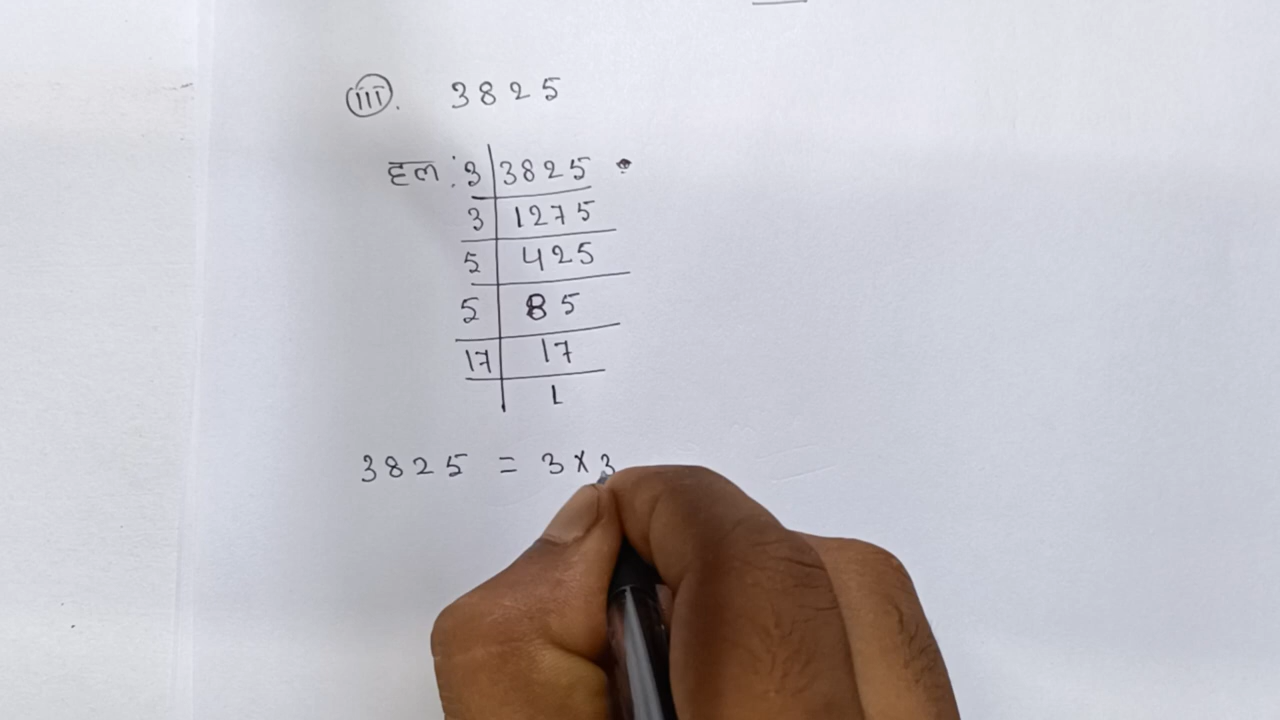 (iii). 3825
हल : 3 | 3825
3 | 1275
5 | 425
5 | 85
17 | 17
1
3825 = 3 × 3